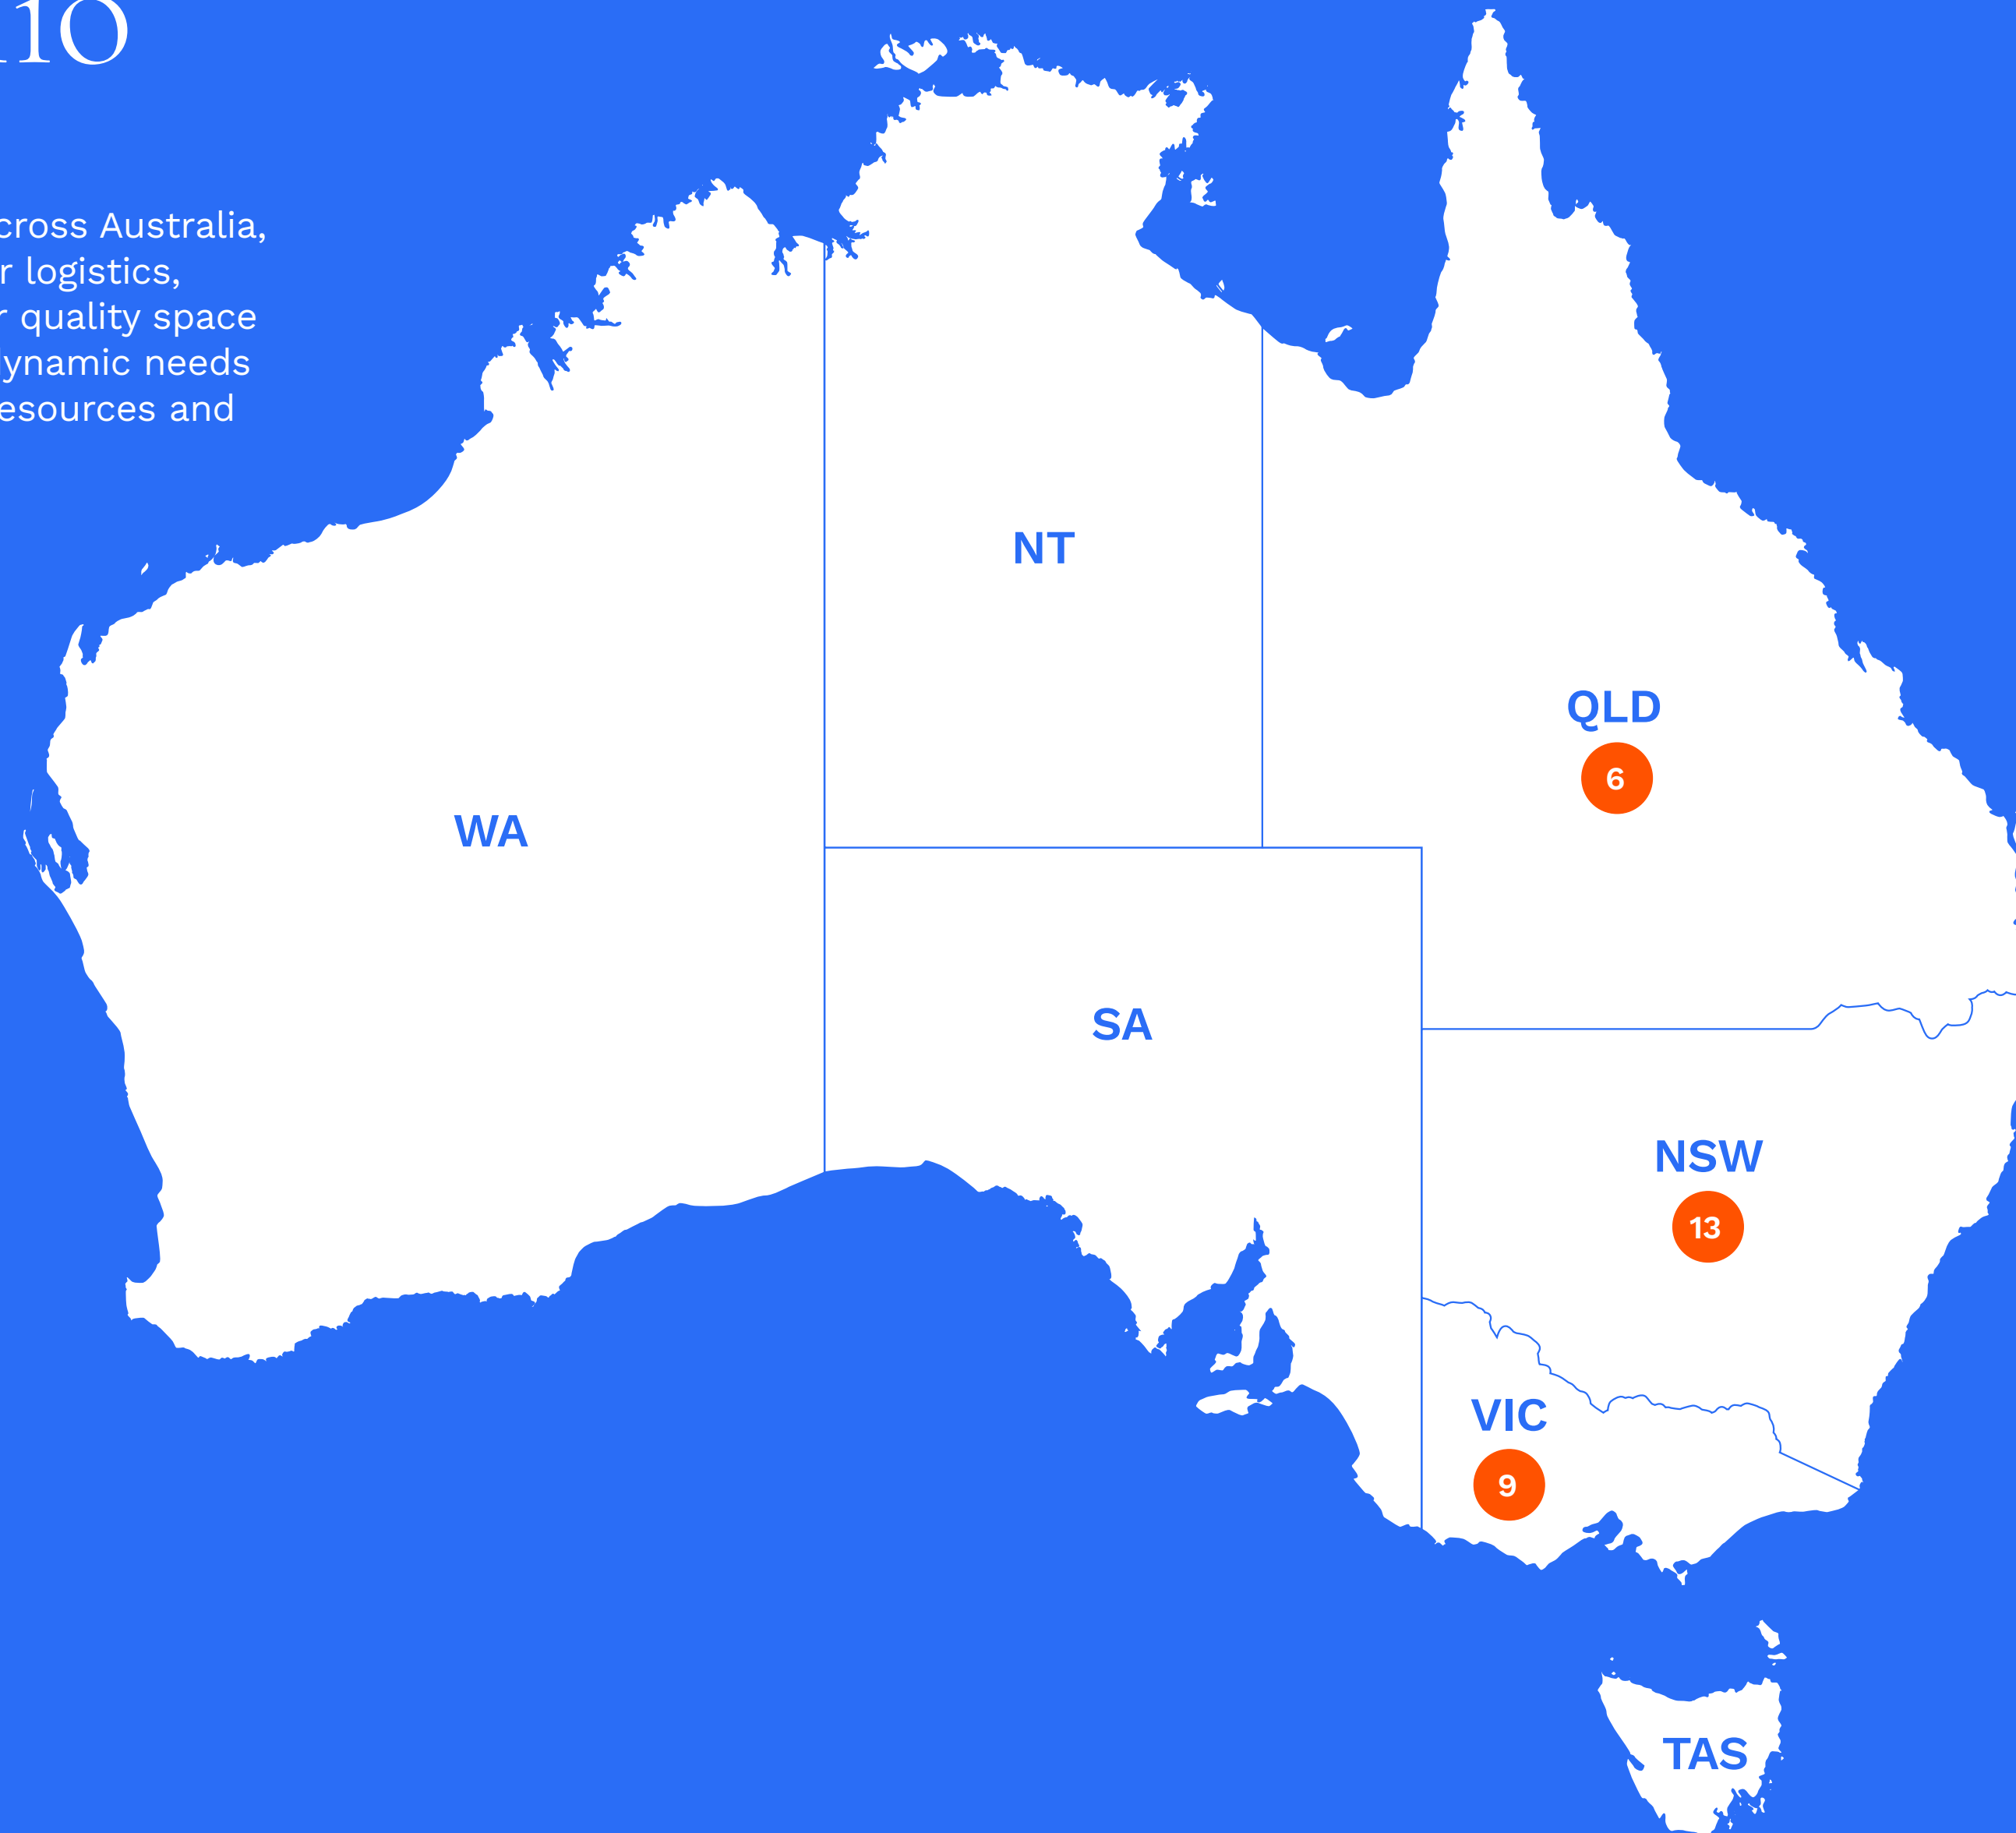 cross Australia,
r logistics,
r quality space
ynamic needs
esources and
NT
QLD
6
WA
SA
NSW
13
VIC
9
TAS